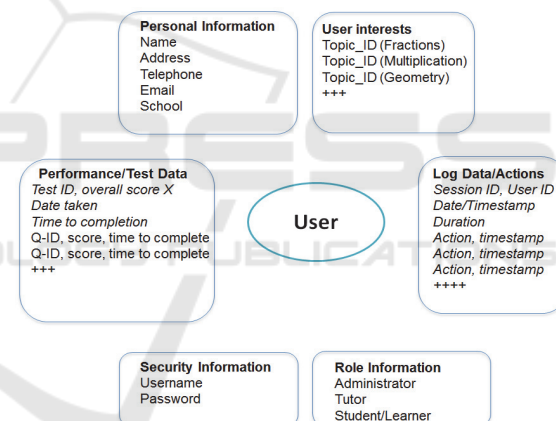 Personal Information
Name
Address
Telephone
Email
School
User interests
Topic_ID (Fractions)
Topic_ID (Multiplication)
Topic_ID (Geometry)
+++
Performance/Test Data
Test ID, overall score X
Date taken
Time to completion
Q-ID, score, time to complete
Q-ID, score, time to complete
+++
User
Log Data/Actions
Session ID, User ID
Date/Timestamp
Duration
Action, timestamp
Action, timestamp
Action, timestamp
++++
Security Information
Username
Password
Role Information
Administrator
Tutor
Student/Learner